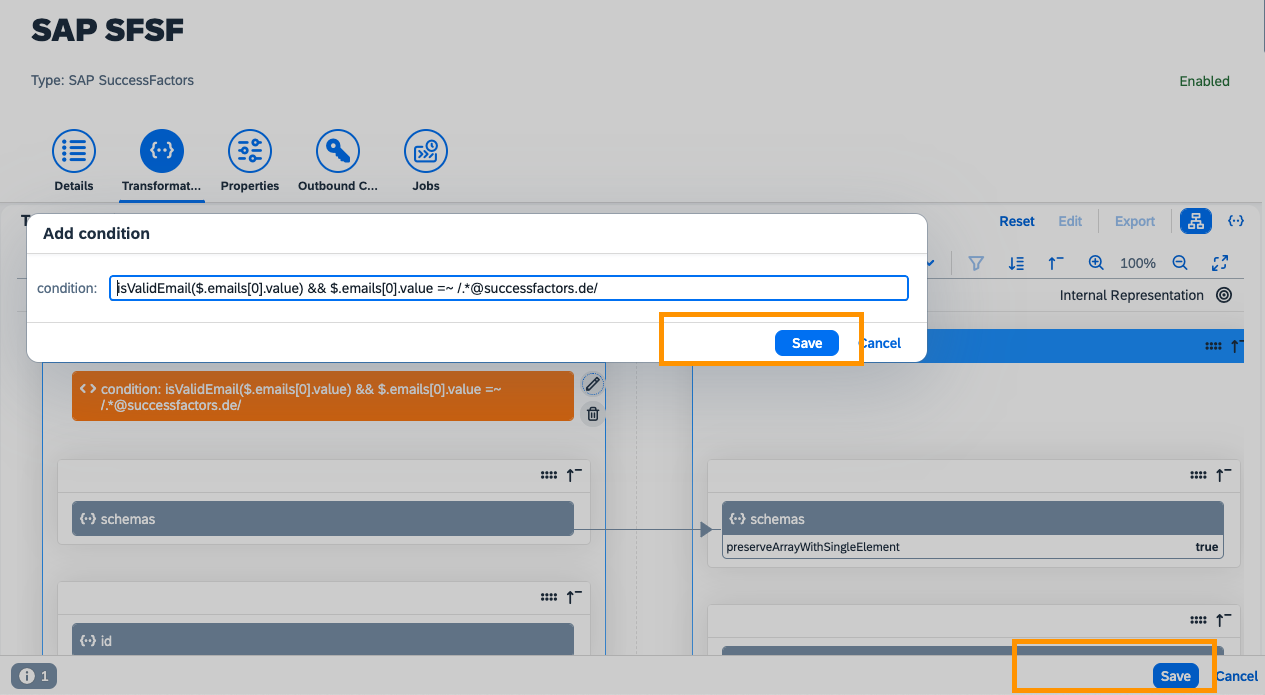 SAP SFSF
Type: SAP SuccessFactors
Enabled
Details
Transformat...
Properties
Outbound C...
Jobs
T
Reset
Edit
Export
Add condition
100%
condition:
isValidEmail($.emails[0].value) && $.emails[0].value =~ /.*@successfactors.de/
Internal Representation
Save
Cancel
condition: isValidEmail($.emails[0].value) && $.emails[0].value =~
/.*@successfactors.de/
schemas
schemas
preserveArrayWithSingleElement
true
id
1
Save
Cancel